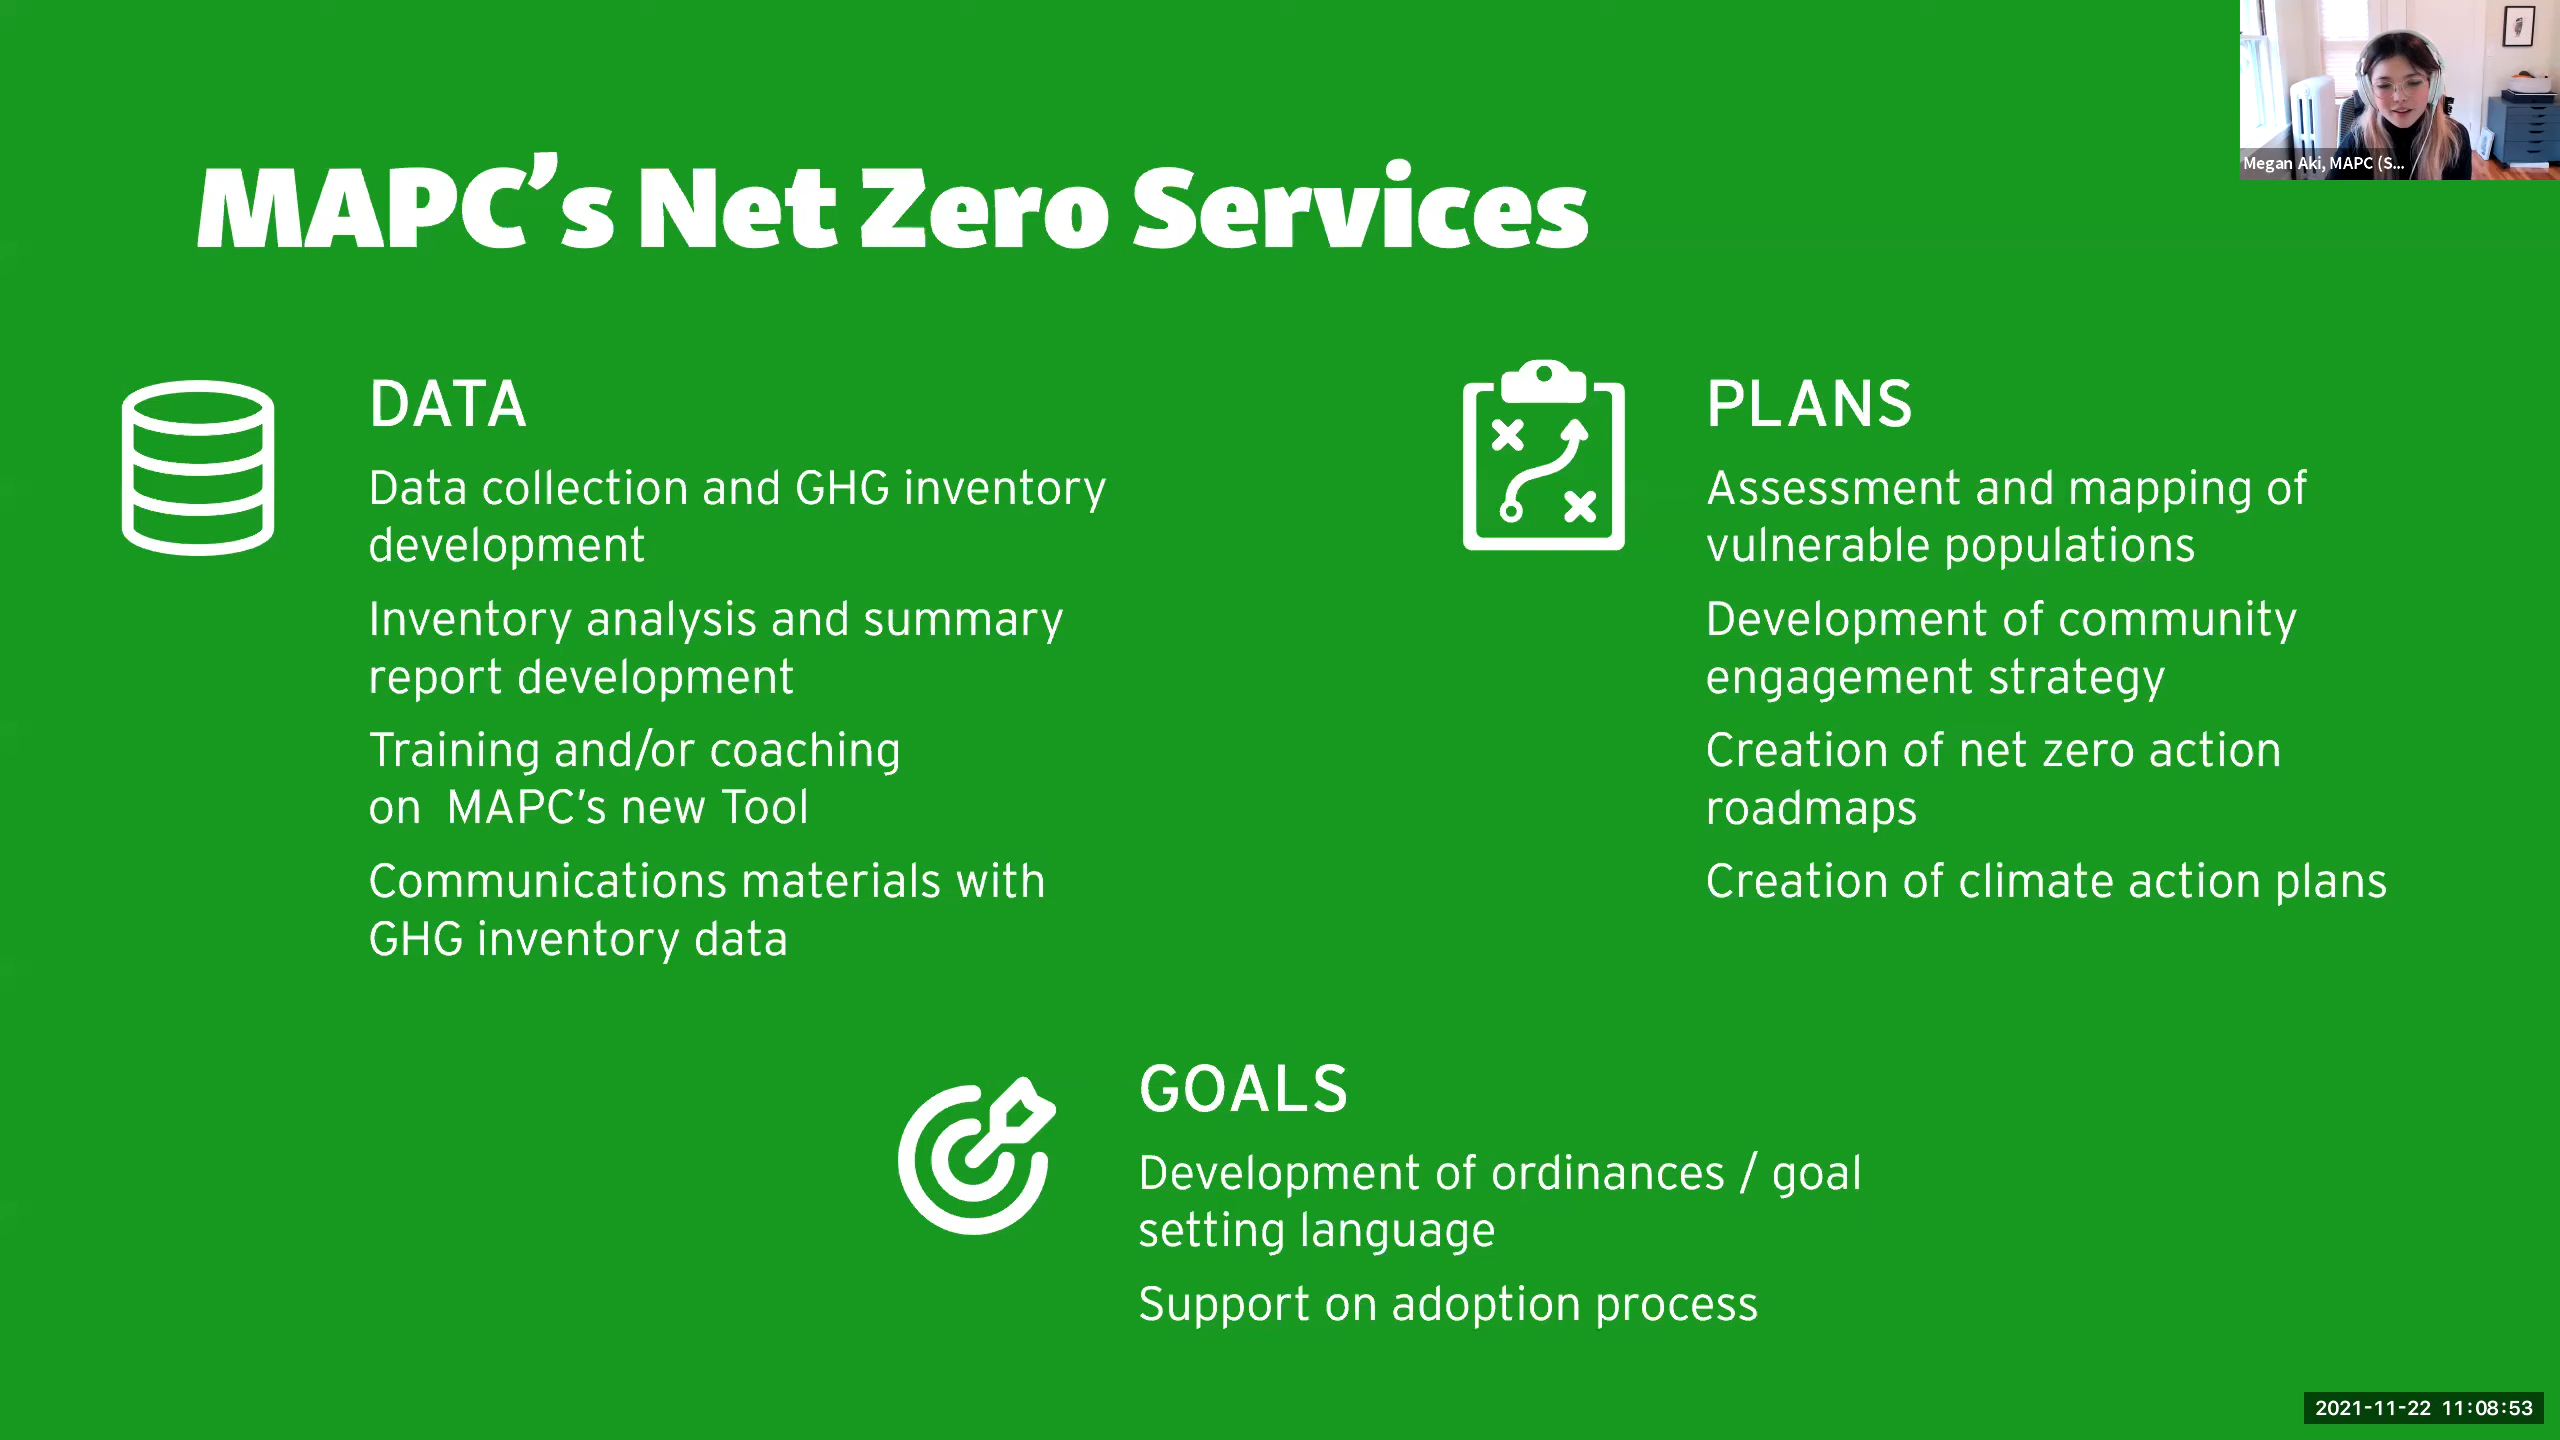 Megan Aki, MAPC (S...
MAPC’s Net Zero Services
DATA
Data collection and GHG inventory
development
Inventory analysis and summary
report development
Training and/or coaching
on  MAPC’s new Tool
Communications materials with
GHG inventory data
PLANS
Assessment and mapping of
vulnerable populations
Development of community
engagement strategy
Creation of net zero action
roadmaps
Creation of climate action plans
GOALS
Development of ordinances / goal
setting language
Support on adoption process
2021-11-22 11:08:53